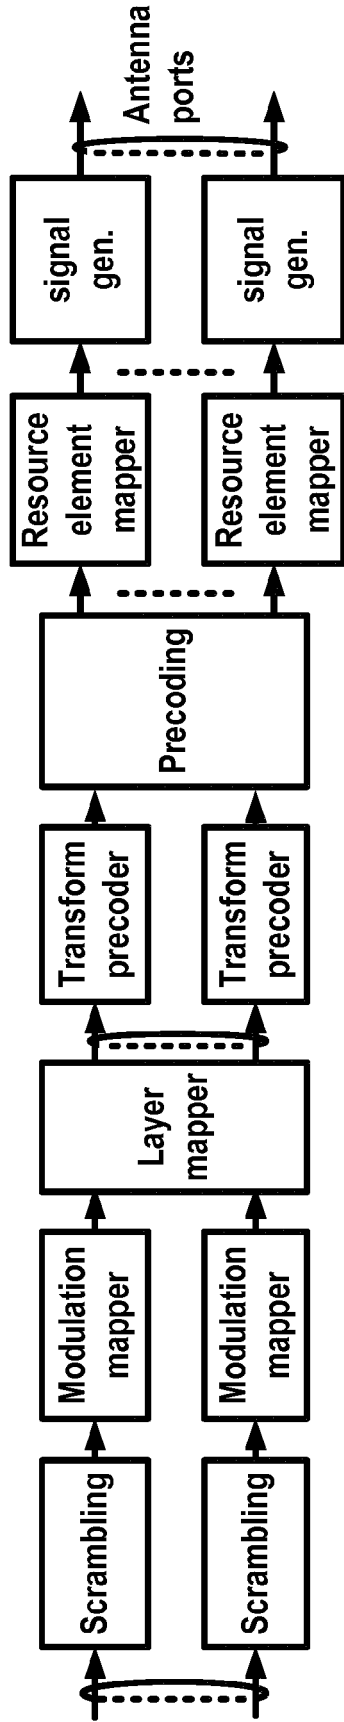 Scrambling
Scrambling
Modulation
mapper
Modulation
mapper
Layer
mapper
Transform
precoder
Transform
precoder
Precoding
Resource
element
mapper
Resource
element
mapper
signal
gen.
signal
gen.
Antenna
ports